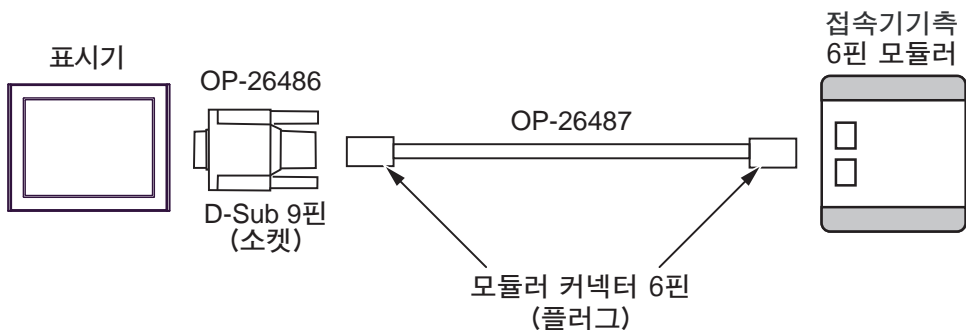 표시기
OP-26486
D-Sub 9핀
(소켓)
OP-26487
모듈러 커넥터 6핀
(플러그)
접속기기측
6핀 모듈러